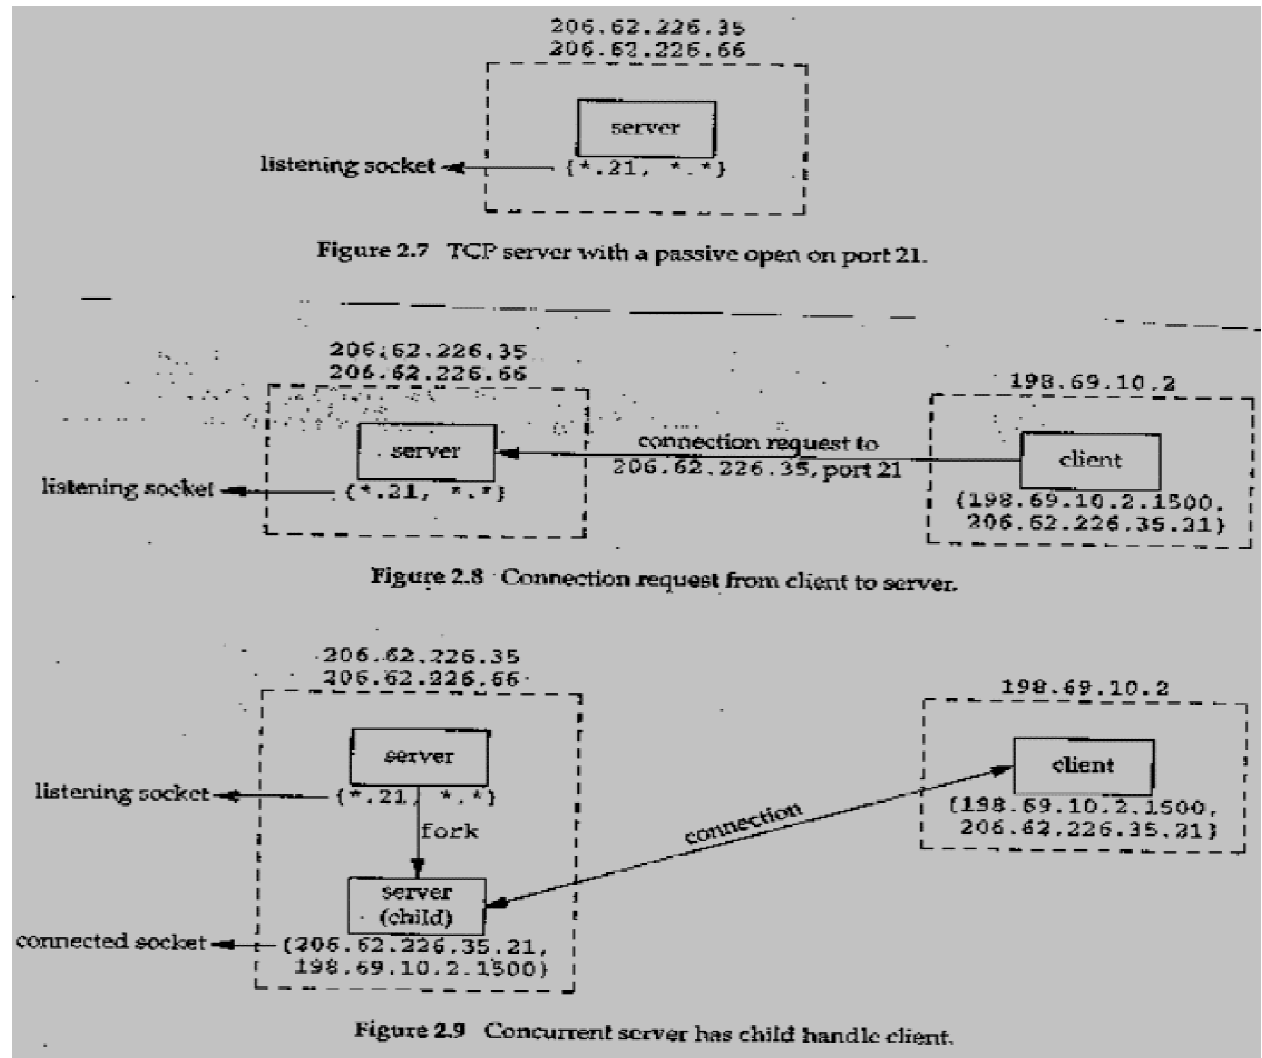 206.62.226.35
206.62.226.66
server
listening socket
{*.21, *.*}
Figure 2.7 TCP server with a passive open on port 21.
206.62.226.35
206.62.226.66
198.69.10.2
server
connection request to
206.62.226.35, port 21
client
listening socket
{*.21, *.*}
{198.69.10.2.1500,
206.62.226.35.21}
Figure 2.8 Connection request from client to server.
206.62.226.35
206.62.226.66
198.69.10.2
server
client
listening socket
{*.21, *.*}
{198.69.10.2.1500,
206.62.226.35.21}
connection
fork
server
(child)
connected socket
{206.62.226.35.21,
198.69.10.2.1500}
Figure 2.9 Concurrent server has child handle client.